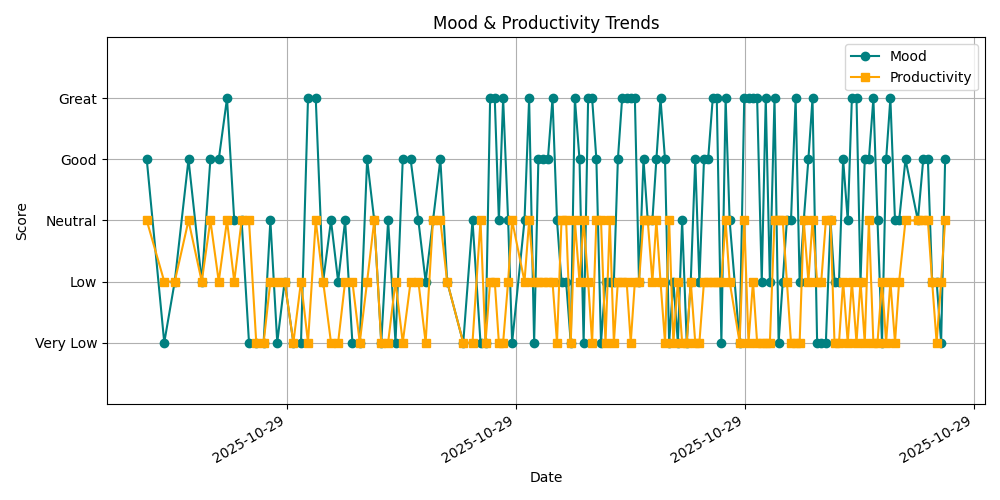 Mood & Productivity Trends
Mood
Productivity
Great
Good
Neutral
Low
Very Low
Score
2025-10-29
2025-10-29
2025-10-29
2025-10-29
Date